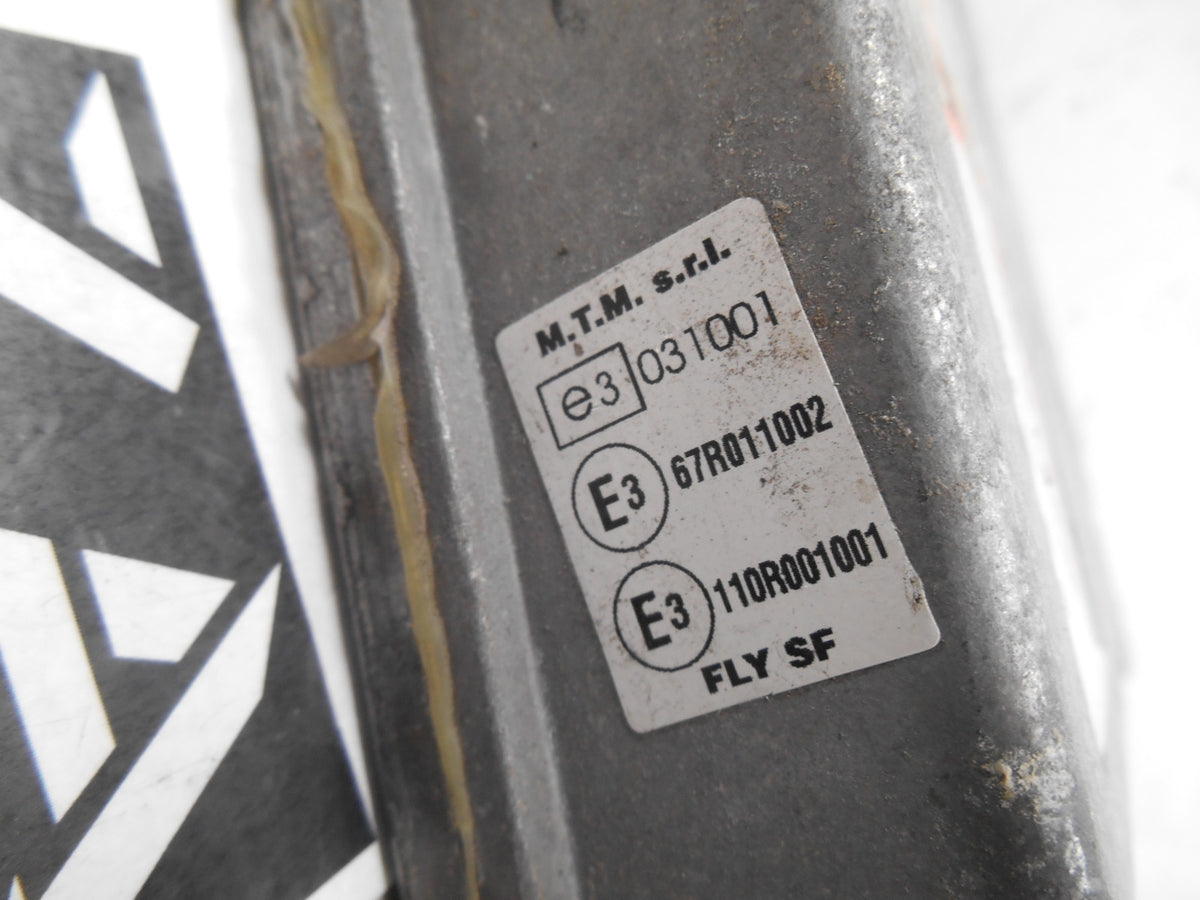 M.T.M. s.r.l.
e3 031001
E3 67R011002
E3 110R001001
FLY SF